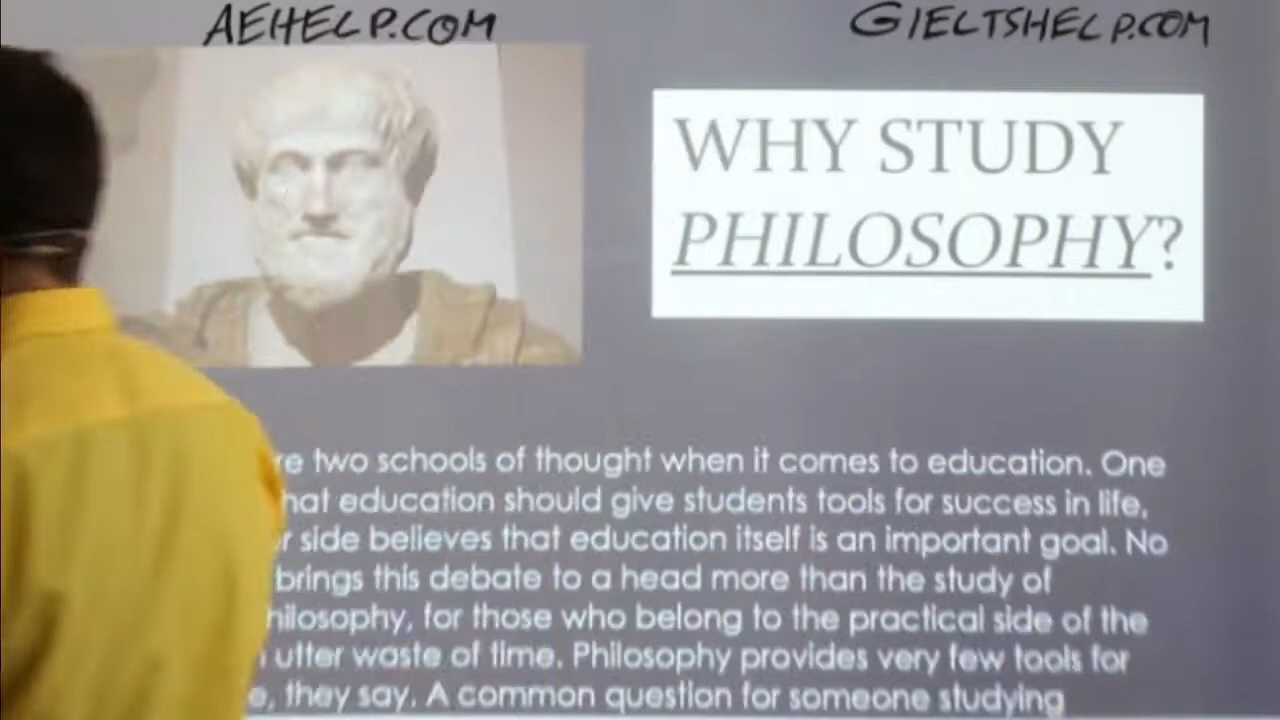 AEHELP.COM
GIELTSHELP.COM
WHY STUDY
PHILOSOPHY?
re two schools of thought when it comes to education. One
hat education should give students tools for success in life,
r side believes that education itself is an important goal. No
brings this debate to a head more than the study of
hilosophy, for those who belong to the practical side of the
utter waste of time. Philosophy provides very few tools for
e, they say. A common question for someone studying